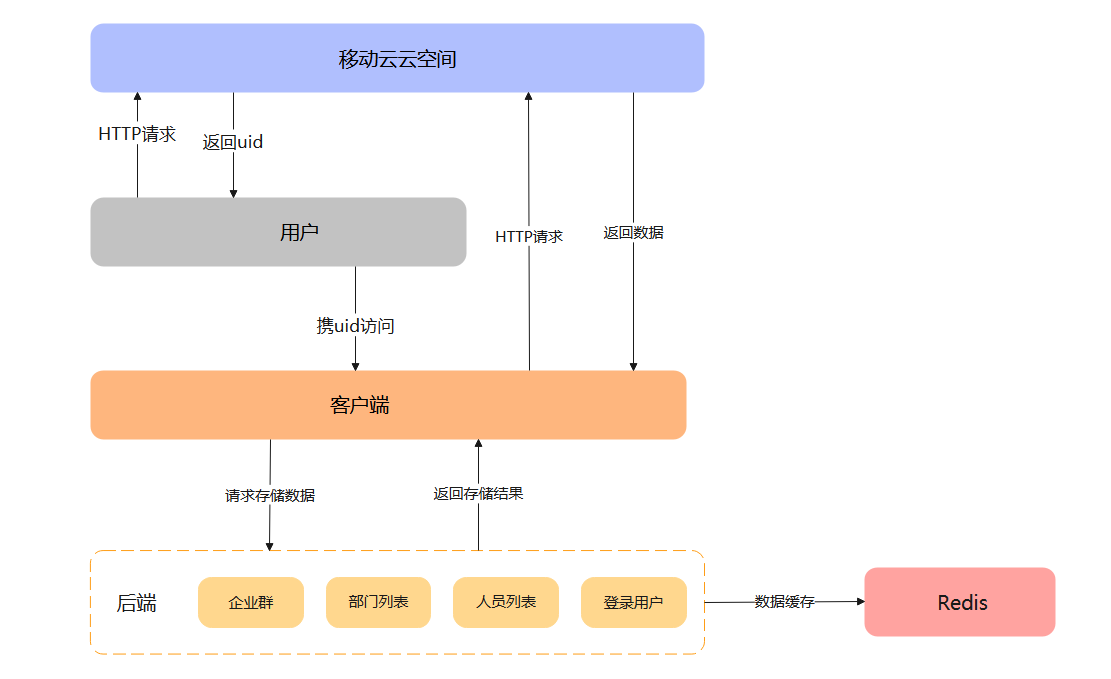 移动云云空间
HTTP请求
返回uid
用户
HTTP请求
返回数据
携uid访问
客户端
请求存储数据
返回存储结果
后端
企业群
部门列表
人员列表
登录用户
数据缓存
Redis